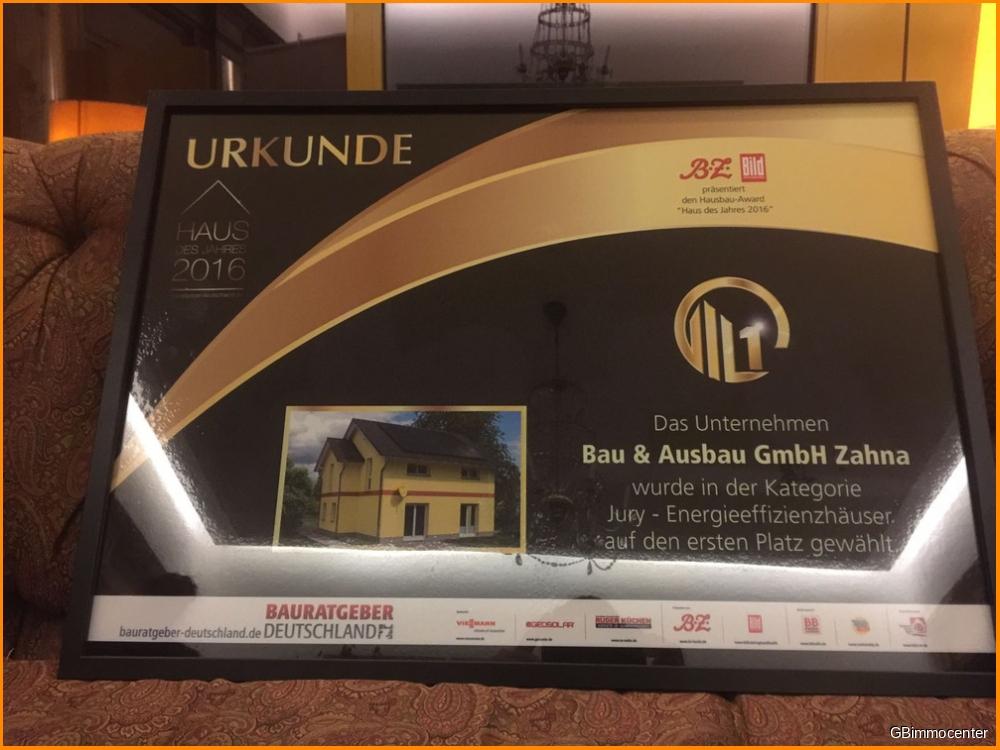 URKUNDE
HAUS
DES JAHRES
2016
B.Z. Bild
präsentiert
den Hausbau-Award
"Haus des Jahres 2016"
1
Das Unternehmen
Bau & Ausbau GmbH Zahna
wurde in der Kategorie
Jury - Energieeffizienzhäuser
auf den ersten Platz gewählt.
BAURATGEBER
bauratgeber-deutschland.de DEUTSCHLAND
VIESMANN GEOSOLAR RÜGER KÜCHEN B.Z. Bild BB
GBimmocenter